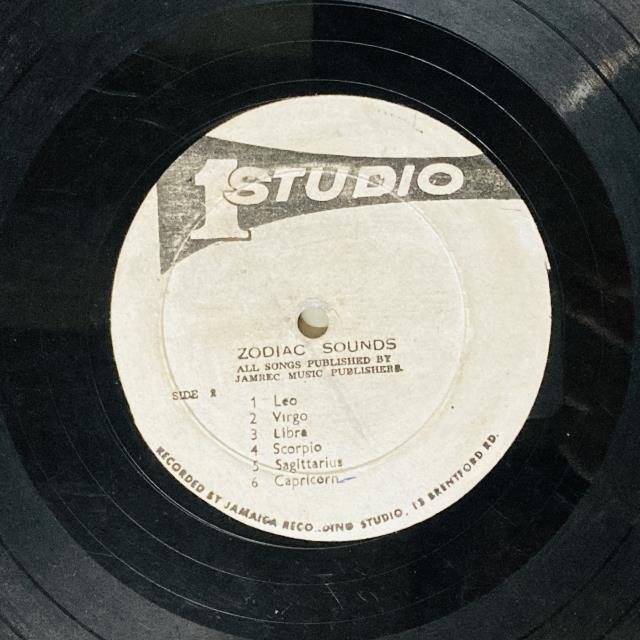 1 STUDIO
ZODIAC SOUNDS
ALL SONGS PUBLISHED BY
JAMREC MUSIC PUBLISHERS
SIDE
1 Leo
2 Virgo
3 Libra
4 Scorpio
5 Sagittarius
6 Capricorn
RECORDED BY JAMAICA RECO..DING STUDIO, 13 BRENTFORD RD.